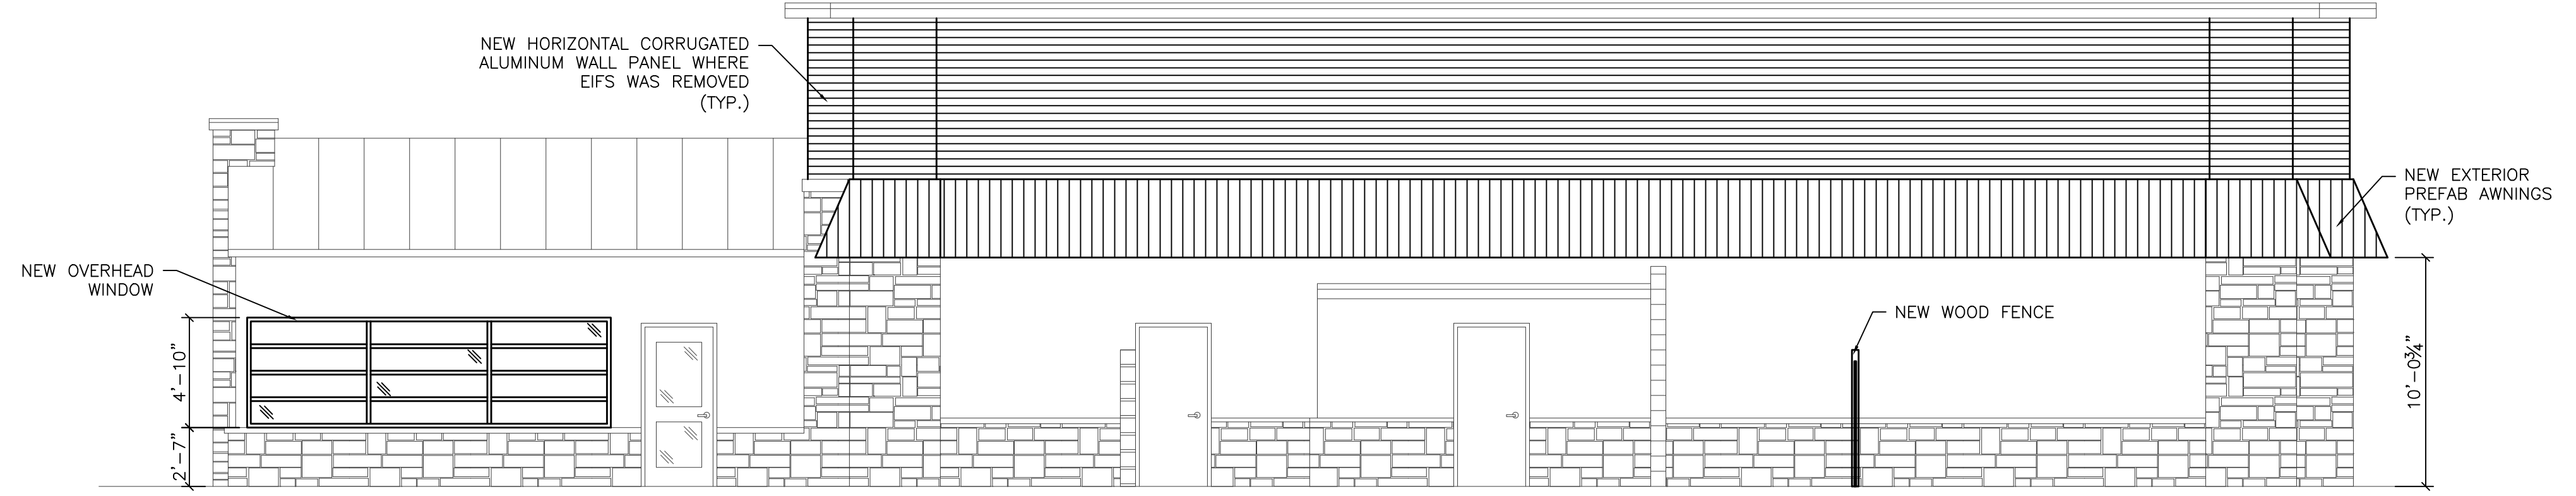 NEW HORIZONTAL CORRUGATED
ALUMINUM WALL PANEL WHERE
EIFS WAS REMOVED
(TYP.)
NEW EXTERIOR
PREFAB AWNINGS
(TYP.)
NEW OVERHEAD
WINDOW
NEW WOOD FENCE
4'-10"
2'-7"
10'-0¾"